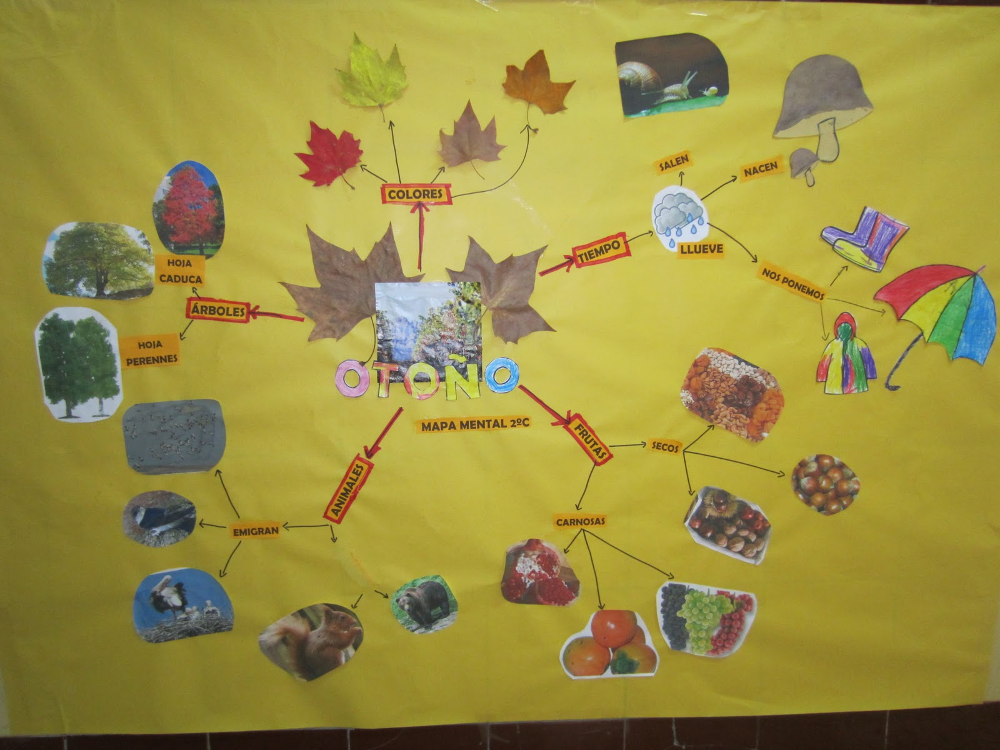 COLORES
SALEN
NACEN
TIEMPO
LLUEVE
NOS PONEMOS
HOJA
CADUCA
ÁRBOLES
HOJA
PERENNES
OTOÑO
MAPA MENTAL 2ºC
FRUTAS
SECOS
CARNOSAS
ANIMALES
EMIGRAN